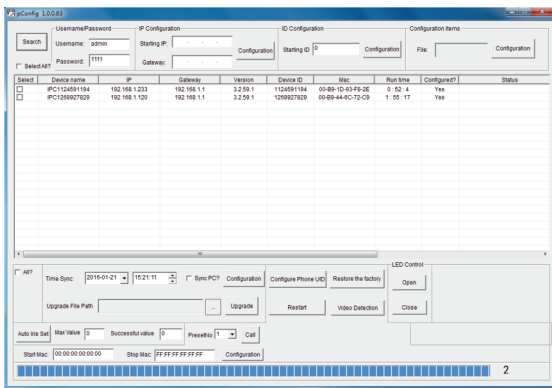 pConfig 1.0.0.83
Search
Select All?
Username/Password
Username: admin
Password: 1111
IP Configuration
Starting IP:
Gateway:
Configuration
ID Configuration
Starting ID 0
Configuration
Configuration Items
File:
Configuration
Select Device name IP Gateway Version Device ID Mac Run time Configured? Status
IPC1124591194 192.168.1.233 192.168.1.1 3.2.59.1 1124591194 00-B9-1D-93-F8-2E 0 : 52 : 4 Yes
IPC1268927829 192.168.1.120 192.168.1.1 3.2.59.1 1268927829 00-B9-44-6C-72-C9 1 : 55 : 17 Yes
All?
Time Sync: 2016-01-21 15:21:11 Sync PC? Configuration
Configure Phone UID
Restore the factory
LED Control
Open
Upgrade File Path ... Upgrade
Restart
Video Detection
Close
Auto Iris Set Max Value 0 Successful value 0 PresetNo 1 Call
Start Mac: 00:00:00:00:00:00 Stop Mac: FF:FF:FF:FF:FF:FF Configuration
2